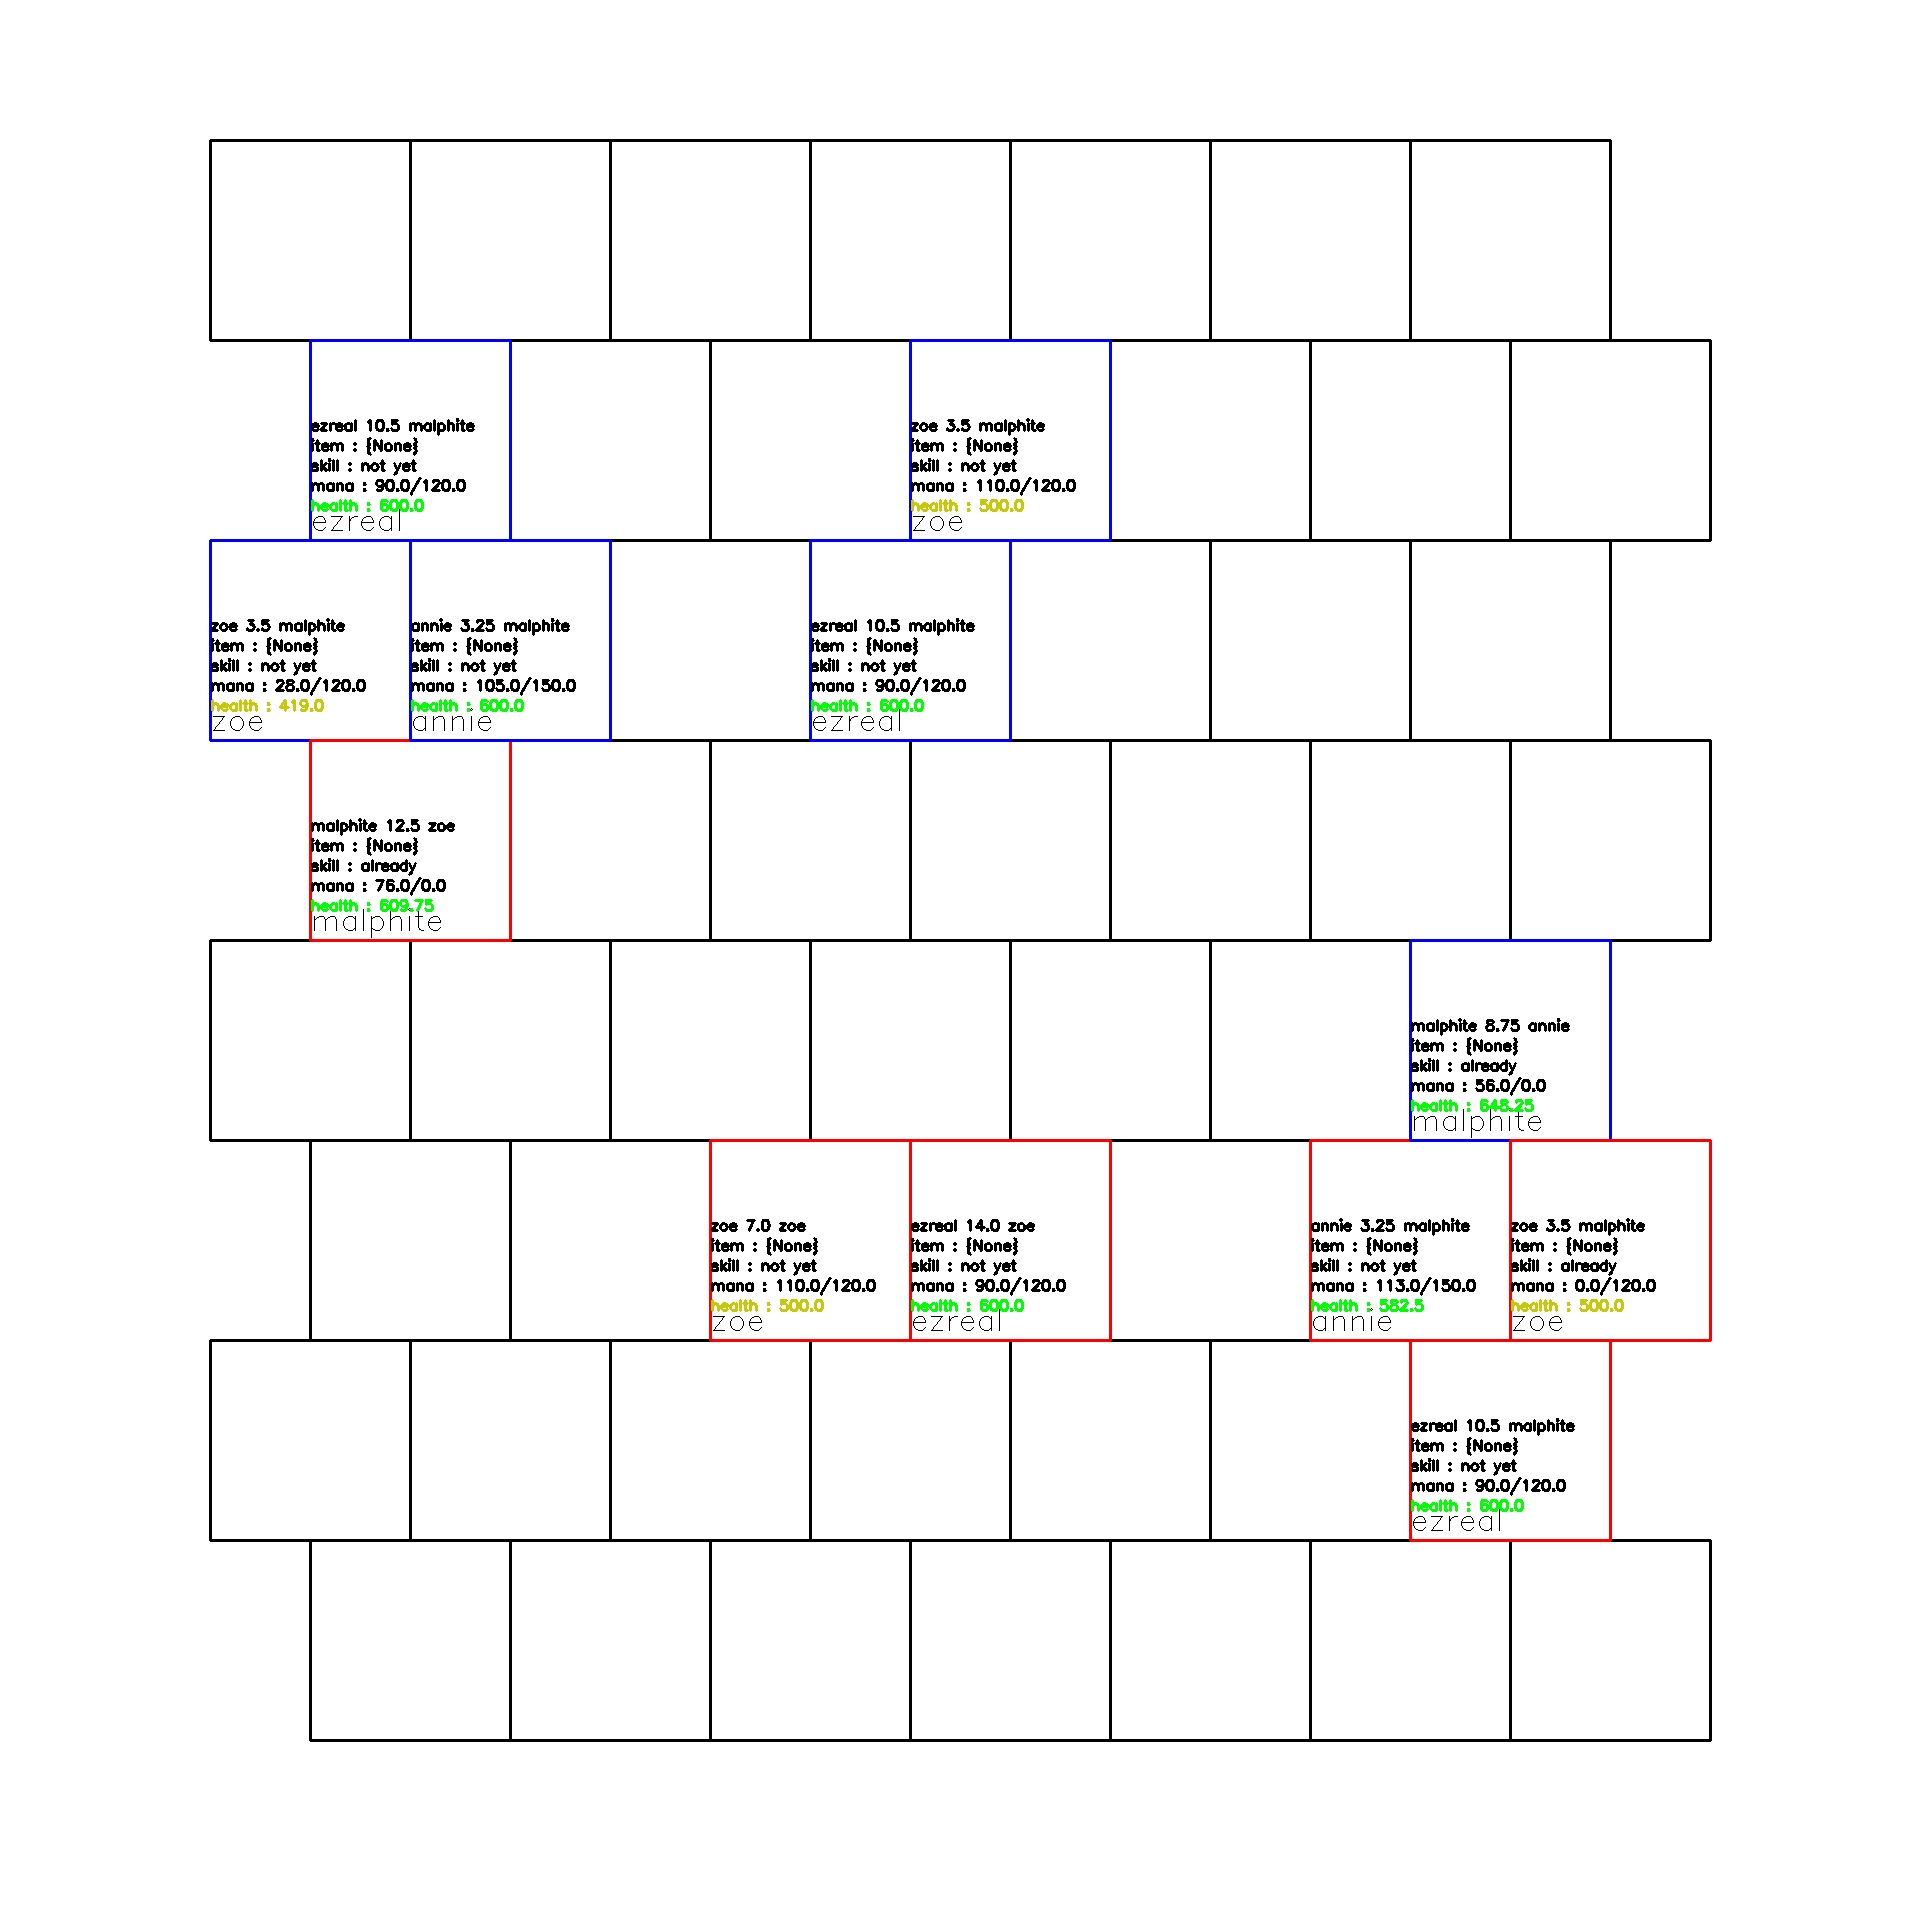 ezreal 10.5 malphite
item : {None}
skill : not yet
mana : 90.0/120.0
health : 600.0
ezreal
zoe 3.5 malphite
item : {None}
skill : not yet
mana : 110.0/120.0
health : 500.0
zoe
zoe 3.5 malphite
item : {None}
skill : not yet
mana : 28.0/120.0
health : 419.0
zoe
annie 3.25 malphite
item : {None}
skill : not yet
mana : 105.0/150.0
health : 600.0
annie
ezreal 10.5 malphite
item : {None}
skill : not yet
mana : 90.0/120.0
health : 600.0
ezreal
malphite 12.5 zoe
item : {None}
skill : already
mana : 76.0/0.0
health : 609.75
malphite
malphite 8.75 annie
item : {None}
skill : already
mana : 56.0/0.0
health : 648.25
malphite
zoe 7.0 zoe
item : {None}
skill : not yet
mana : 110.0/120.0
health : 500.0
zoe
ezreal 14.0 zoe
item : {None}
skill : not yet
mana : 90.0/120.0
health : 600.0
ezreal
annie 3.25 malphite
item : {None}
skill : not yet
mana : 113.0/150.0
health : 582.5
annie
zoe 3.5 malphite
item : {None}
skill : already
mana : 0.0/120.0
health : 500.0
zoe
ezreal 10.5 malphite
item : {None}
skill : not yet
mana : 90.0/120.0
health : 600.0
ezreal